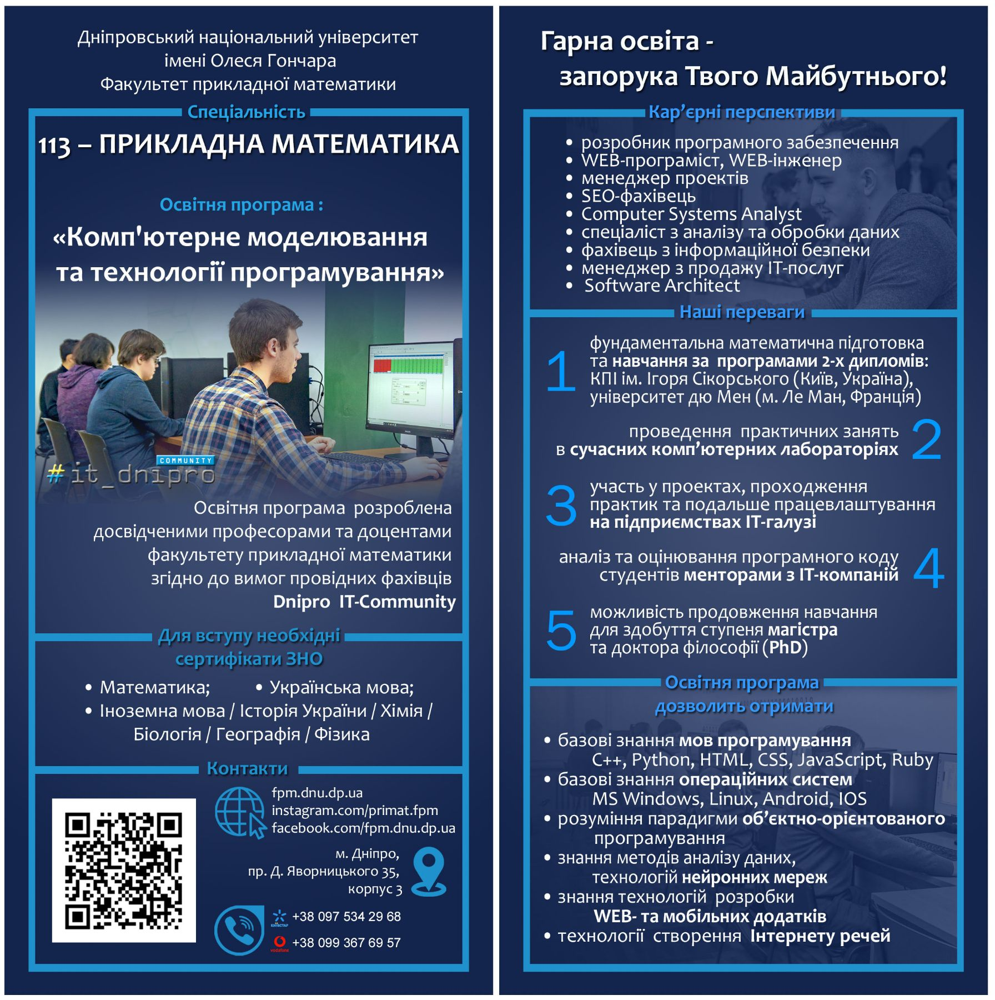 Дніпровський національний університет
імені Олеся Гончара
Факультет прикладної математики
Спеціальність
113 – ПРИКЛАДНА МАТЕМАТИКА
Освітня програма :
«Комп'ютерне моделювання
та технології програмування»
COMMUNITY
#it_dnipro
Освітня програма розроблена
досвідченими професорами та доцентами
факультету прикладної математики
згідно до вимог провідних фахівців
Dnipro IT-Community
Для вступу необхідні
сертифікати ЗНО
• Математика; • Українська мова;
• Іноземна мова / Історія України / Хімія /
Біологія / Географія / Фізика
Контакти
fpm.dnu.dp.ua
instagram.com/primat.fpm
facebook.com/fpm.dnu.dp.ua
м. Дніпро,
пр. Д. Яворницького 35,
корпус 3
КИЇВСТАР +38 097 534 29 68
vodafone +38 099 367 69 57
Гарна освіта -
запорука Твого Майбутнього!
Кар’єрні перспективи
• розробник програмного забезпечення
• WEB-програміст, WEB-інженер
• менеджер проектів
• SEO-фахівець
• Computer Systems Analyst
• спеціаліст з аналізу та обробки даних
• фахівець з інформаційної безпеки
• менеджер з продажу ІТ-послуг
• Software Architect
Наші переваги
1 фундаментальна математична підготовка
та навчання за програмами 2-х дипломів:
КПІ ім. Ігоря Сікорського (Київ, Україна),
університет дю Мен (м. Ле Ман, Франція)
проведення практичних занять 2
в сучасних комп’ютерних лабораторіях
3 участь у проектах, проходження
практик та подальше працевлаштування
на підприємствах ІТ-галузі
аналіз та оцінювання програмного коду 4
студентів менторами з ІТ-компаній
5 можливість продовження навчання
для здобуття ступеня магістра
та доктора філософії (PhD)
Освітня програма
дозволить отримати
• базові знання мов програмування
C++, Python, HTML, CSS, JavaScript, Ruby
• базові знання операційних систем
MS Windows, Linux, Android, IOS
• розуміння парадигми об’єктно-орієнтованого
програмування
• знання методів аналізу даних,
технологій нейронних мереж
• знання технологій розробки
WEB- та мобільних додатків
• технології створення Інтернету речей